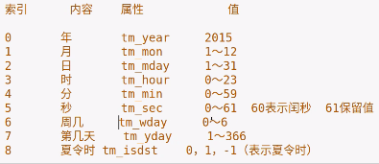 索引 内容 属性 值
0 年 tm_year 2015
1 月 tm_mon 1～12
2 日 tm_mday 1～31
3 时 tm_hour 0～23
4 分 tm_min 0～59
5 秒 tm_sec 0～61 60表示闰秒 61保留值
6 周几 tm_wday 0～6
7 第几天 tm_yday 1～366
8 夏令时 tm_isdst 0，1，-1（表示夏令时）